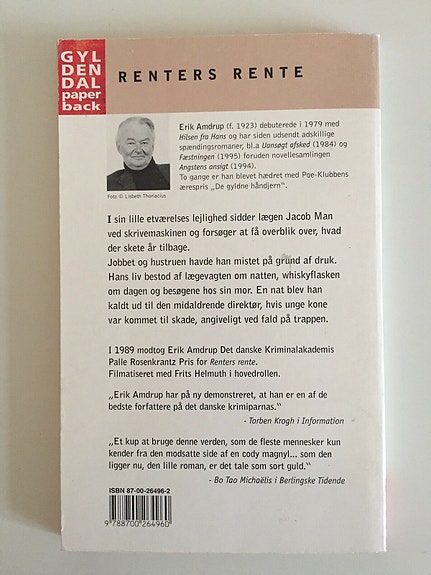 GYL
DEN
DAL
paper
back
RENTERS RENTE
Erik Amdrup (f. 1923) debuterede i 1979 med
Hilsen fra Hans og har siden udsendt adskillige
spændingsromaner, bl.a Uansøgt afsked (1984) og
Fæstningen (1995) foruden novellesamlingen
Angstens ansigt (1994).
To gange er han blevet hædret med Poe-Klubbens
ærespris „De gyldne håndjern“.
Foto © Lisbeth Thorlacius
I sin lille etværelses lejlighed sidder lægen Jacob Man
ved skrivemaskinen og forsøger at få overblik over, hvad
der skete år tilbage.
Jobbet og hustruen havde han mistet på grund af druk.
Hans liv bestod af lægevagten om natten, whiskyflasken
om dagen og besøgene hos sin mor. En nat blev han
kaldt ud til den midaldrende direktør, hvis unge kone
var kommet til skade, angiveligt ved fald på trappen.
I 1989 modtog Erik Amdrup Det danske Kriminalakademis
Palle Rosenkrantz Pris for Renters rente.
Filmatiseret med Frits Helmuth i hovedrollen.
„Erik Amdrup har på ny demonstreret, at han er en af de
bedste forfattere på det danske krimiparnas.“
- Torben Krogh i Information
„Et kup at bruge denne verden, som de fleste mennesker kun
kender fra den modsatte side af en cody magnyl... som den
ligger nu, den lille roman, er det tale som sort guld.“
- Bo Tao Michaëlis i Berlingske Tidende
ISBN 87-00-26496-2
9 788700 264960